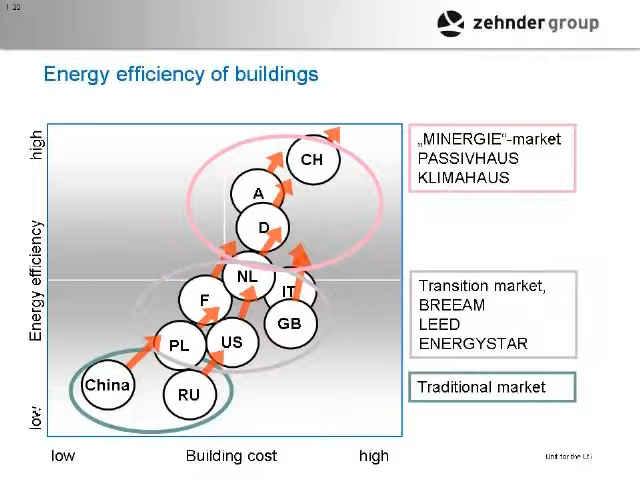 zehnder group
Energy efficiency of buildings
high
Energy efficiency
low
CH
A
D
NL
IT
F
GB
PL
US
China
RU
„MINERGIE“-market
PASSIVHAUS
KLIMAHAUS
Transition market,
BREEAM
LEED
ENERGYSTAR
Traditional market
low
Building cost
high